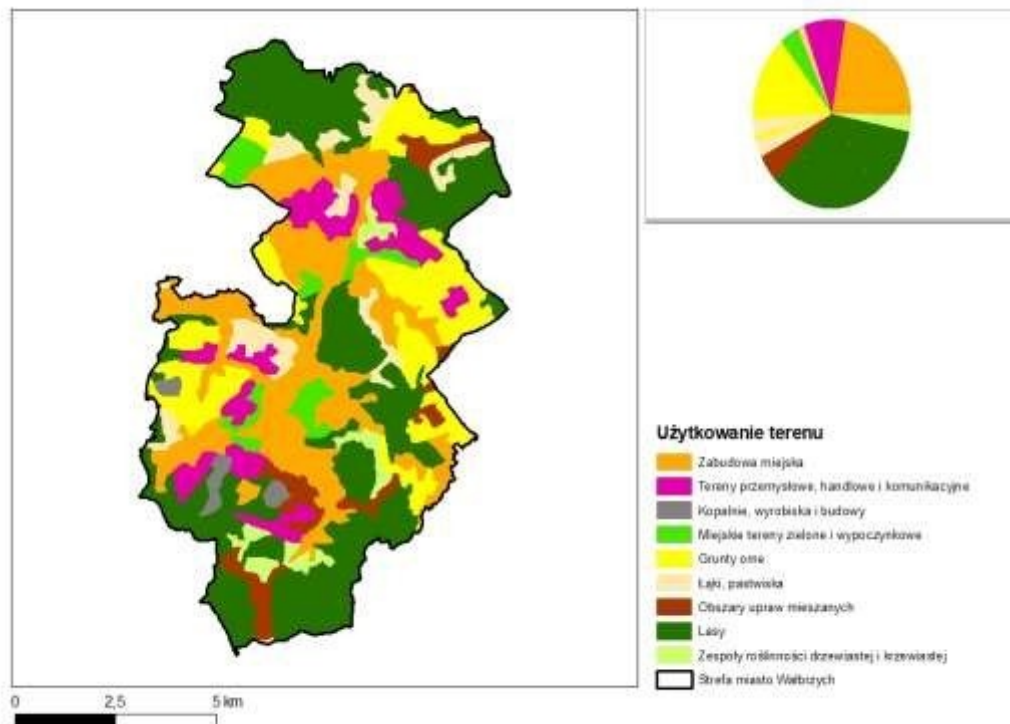 Użytkowanie terenu
Zabudowa miejska
Tereny przemysłowe, handlowe i komunikacyjne
Kopalnie, wyrobiska i budowy
Miejskie tereny zielone i wypoczynkowe
Grunty orne
Łąki, pastwiska
Obszary upraw mieszanych
Lasy
Zespoły roślinności drzewiastej i krzewiastej
Strefa miasto Wałbrzych
0 2,5 5 km